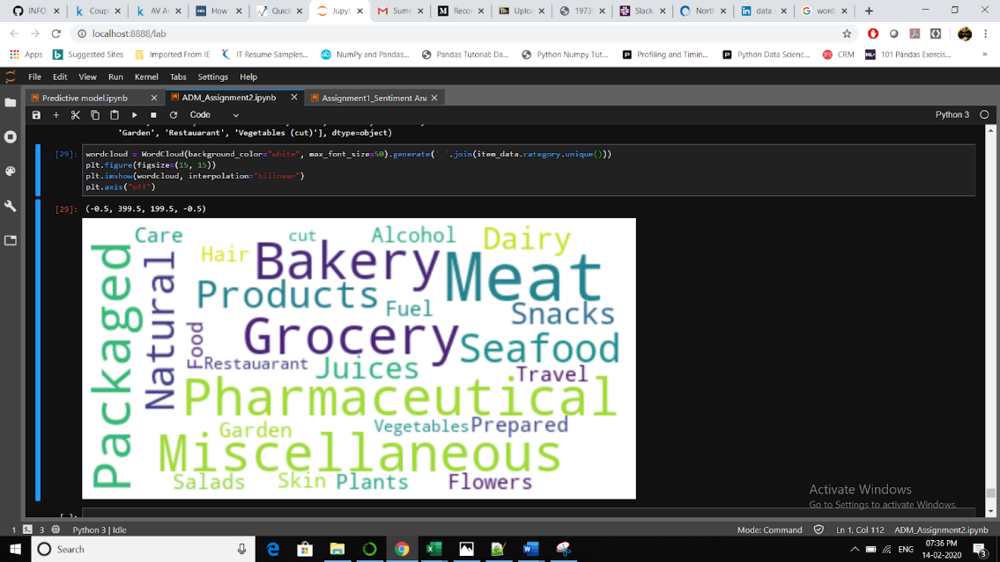 INFO
Coup
AV Ar
How
Quick
Jupyt
Summ
Recor
Uploa
1973
Slack
North
data s
word
localhost:8888/lab
Apps
Suggested Sites
Imported From IE
IT Resume Samples...
NumPy and Pandas...
Pandas Tutorial: Da...
Python Numpy Tut...
Profiling and Timin...
Python Data Scienc...
CRM
101 Pandas Exercis...
File Edit View Run Kernel Tabs Settings Help
Predictive model.ipynb
ADM_Assignment2.ipynb
Assignment1_Sentiment Ana
Code
Python 3
'Garden', 'Restauarant', 'Vegetables (cut)'], dtype=object)
[29]: wordcloud = WordCloud(background_color="white", max_font_size=50).generate(' '.join(item_data.category.unique()))
plt.figure(figsize=(15, 15))
plt.imshow(wordcloud, interpolation="bilinear")
plt.axis("off")
[29]: (-0.5, 399.5, 199.5, -0.5)
Care
cut
Alcohol
Dairy
Hair
Bakery
Meat
Packaged
Natural
Products
Fuel
Snacks
Food
Grocery
Seafood
Restauarant
Juices
Travel
Pharmaceutical
Garden
Vegetables
Prepared
Miscellaneous
Salads
Skin
Plants
Flowers
Activate Windows
Go to Settings to activate Windows.
1
3
Python 3 | Idle
Mode: Command
Ln 1, Col 112
ADM_Assignment2.ipynb
Search
ENG
07:36 PM
14-02-2020
3